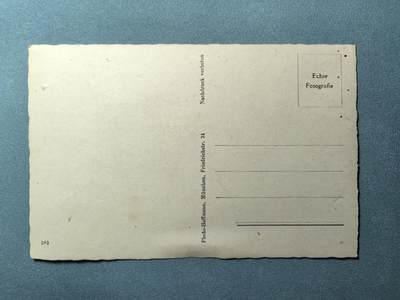 Echte
Fotografie
Photo-Hoffmann, München, Friedrichstr. 34
Nachdruck verboten